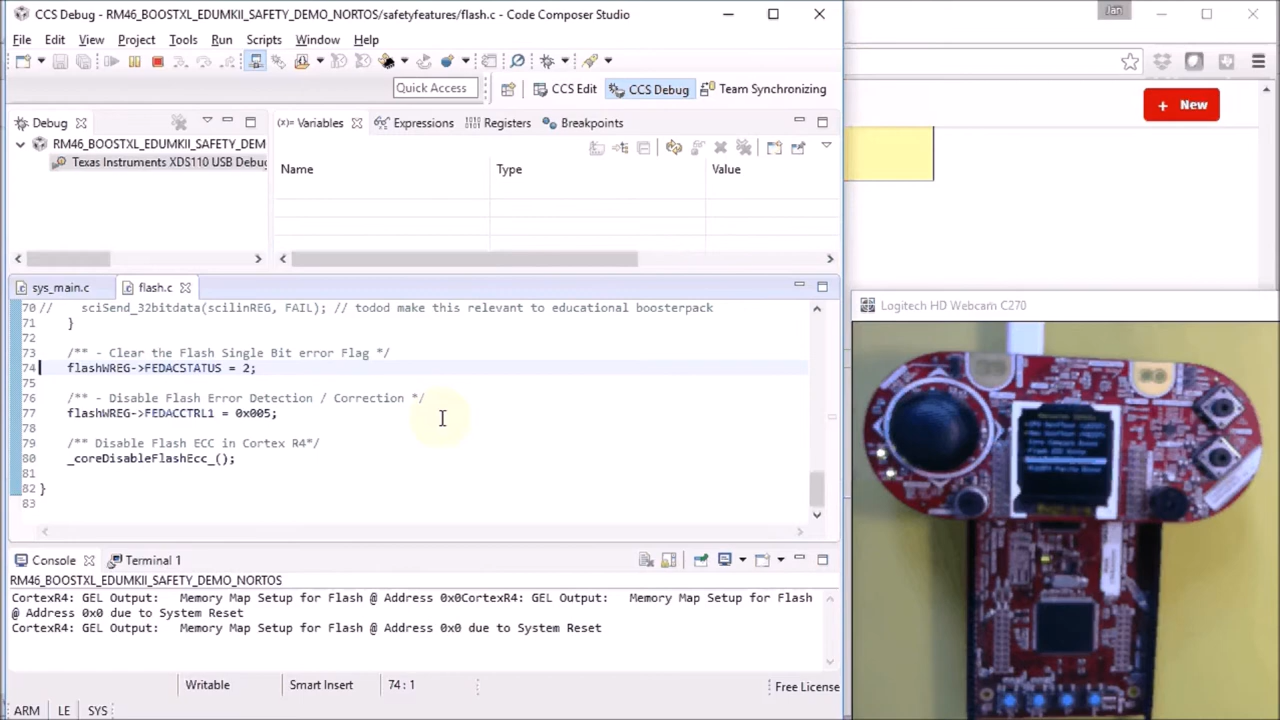 CCS Debug - RM46_BOOSTXL_EDUMKII_SAFETY_DEMO_NORTOS/safetyfeatures/flash.c - Code Composer Studio
Jan
File Edit View Project Tools Run Scripts Window Help
Quick Access
CCS Edit
CCS Debug
Team Synchronizing
+ New
Debug
(x)= Variables
Expressions
Registers
Breakpoints
RM46_BOOSTXL_EDUMKII_SAFETY_DEM
Texas Instruments XDS110 USB Debug
Name Type Value
sys_main.c
flash.c
70 // sciSend_32bitdata(scilinREG, FAIL); // todod make this relevant to educational boosterpack
71 }
72
73 /** - Clear the Flash Single Bit error Flag */
74 flashWREG->FEDACSTATUS = 2;
75
76 /** - Disable Flash Error Detection / Correction */
77 flashWREG->FEDACCTRL1 = 0x005;
78
79 /** Disable Flash ECC in Cortex R4*/
80 _coreDisableFlashEcc_();
81
82 }
83
Logitech HD Webcam C270
Console
Terminal 1
RM46_BOOSTXL_EDUMKII_SAFETY_DEMO_NORTOS
CortexR4: GEL Output: Memory Map Setup for Flash @ Address 0x0CortexR4: GEL Output: Memory Map Setup for Flash
@ Address 0x0 due to System Reset
CortexR4: GEL Output: Memory Map Setup for Flash @ Address 0x0 due to System Reset
Writable
Smart Insert
74 : 1
Free License
ARM LE SYS